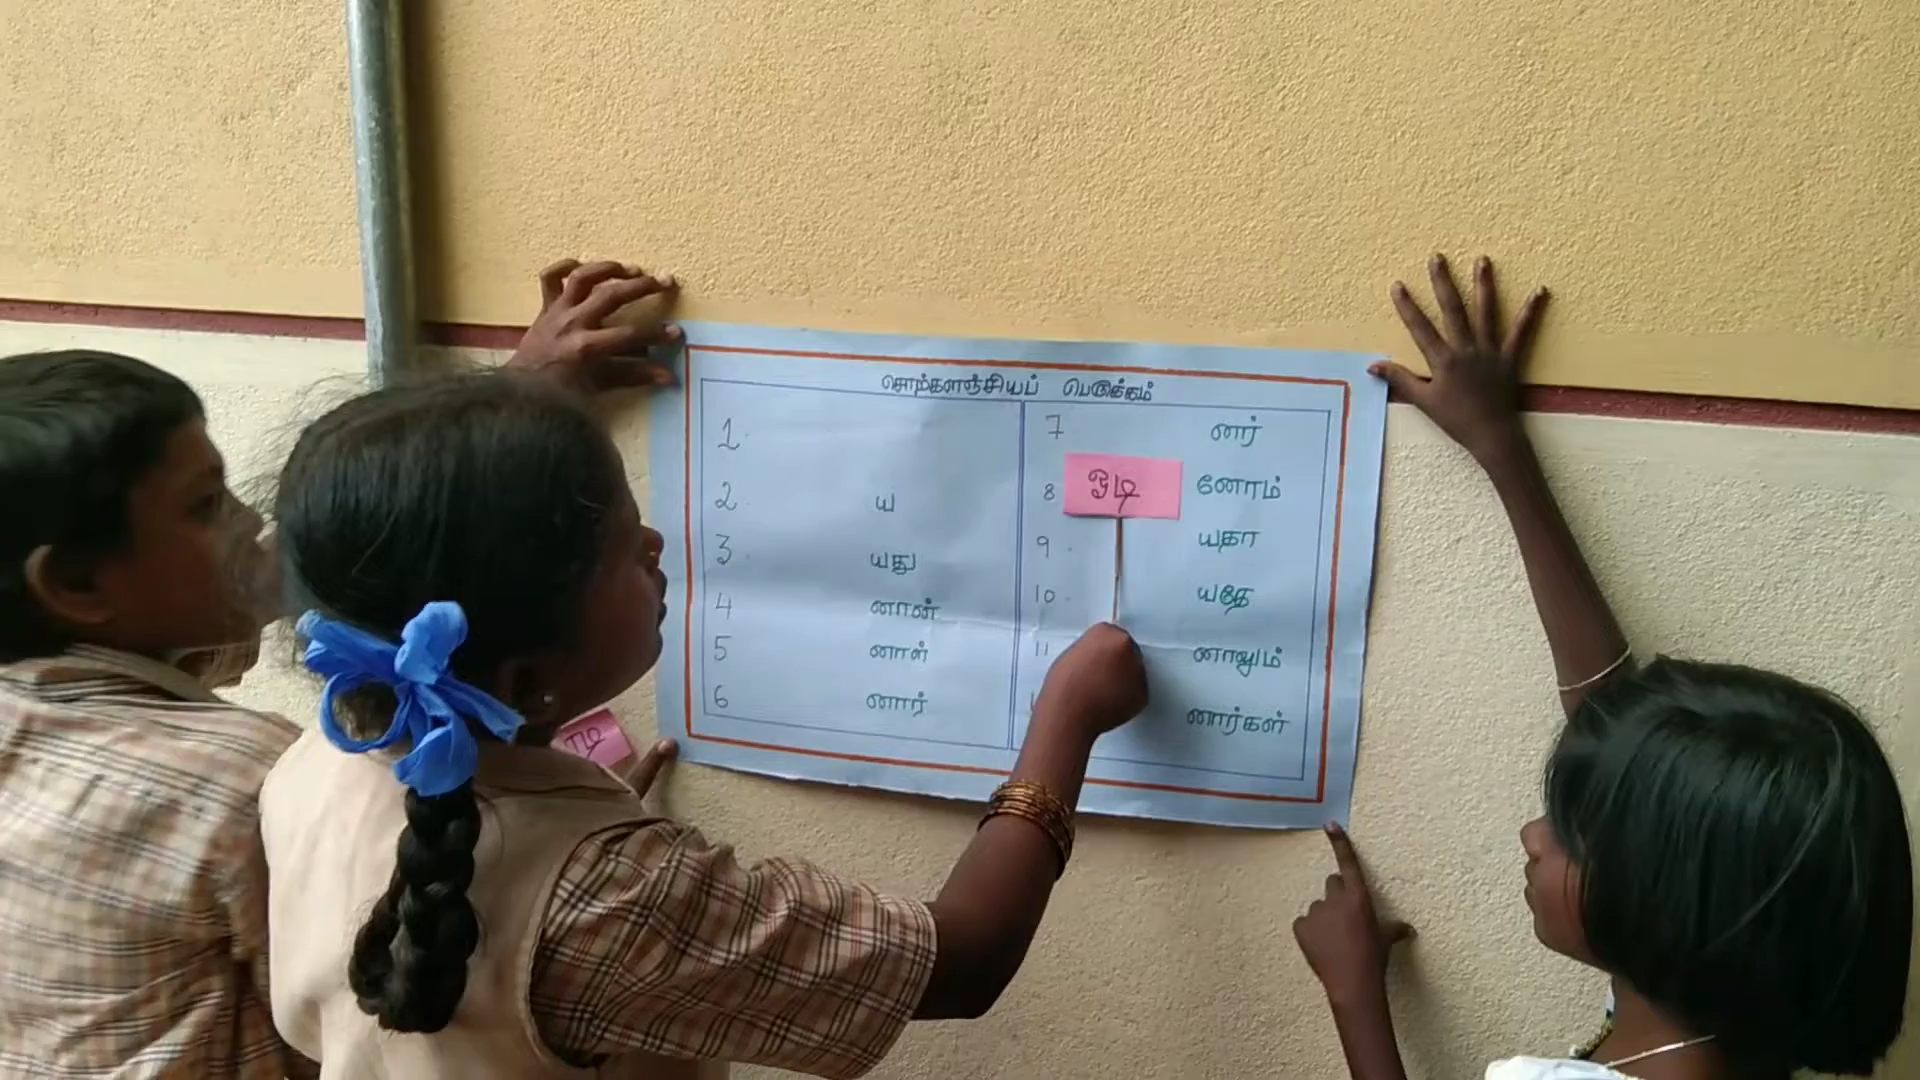 சொற்களஞ்சியப் பெருக்கம்
1.
2. ய
3. யது
4 னான்
5 னாள்
6 னார்
7 னர்
8 ஓடி னோம்
9. யதா
10. யதே
11 னாலும்
னார்கள்